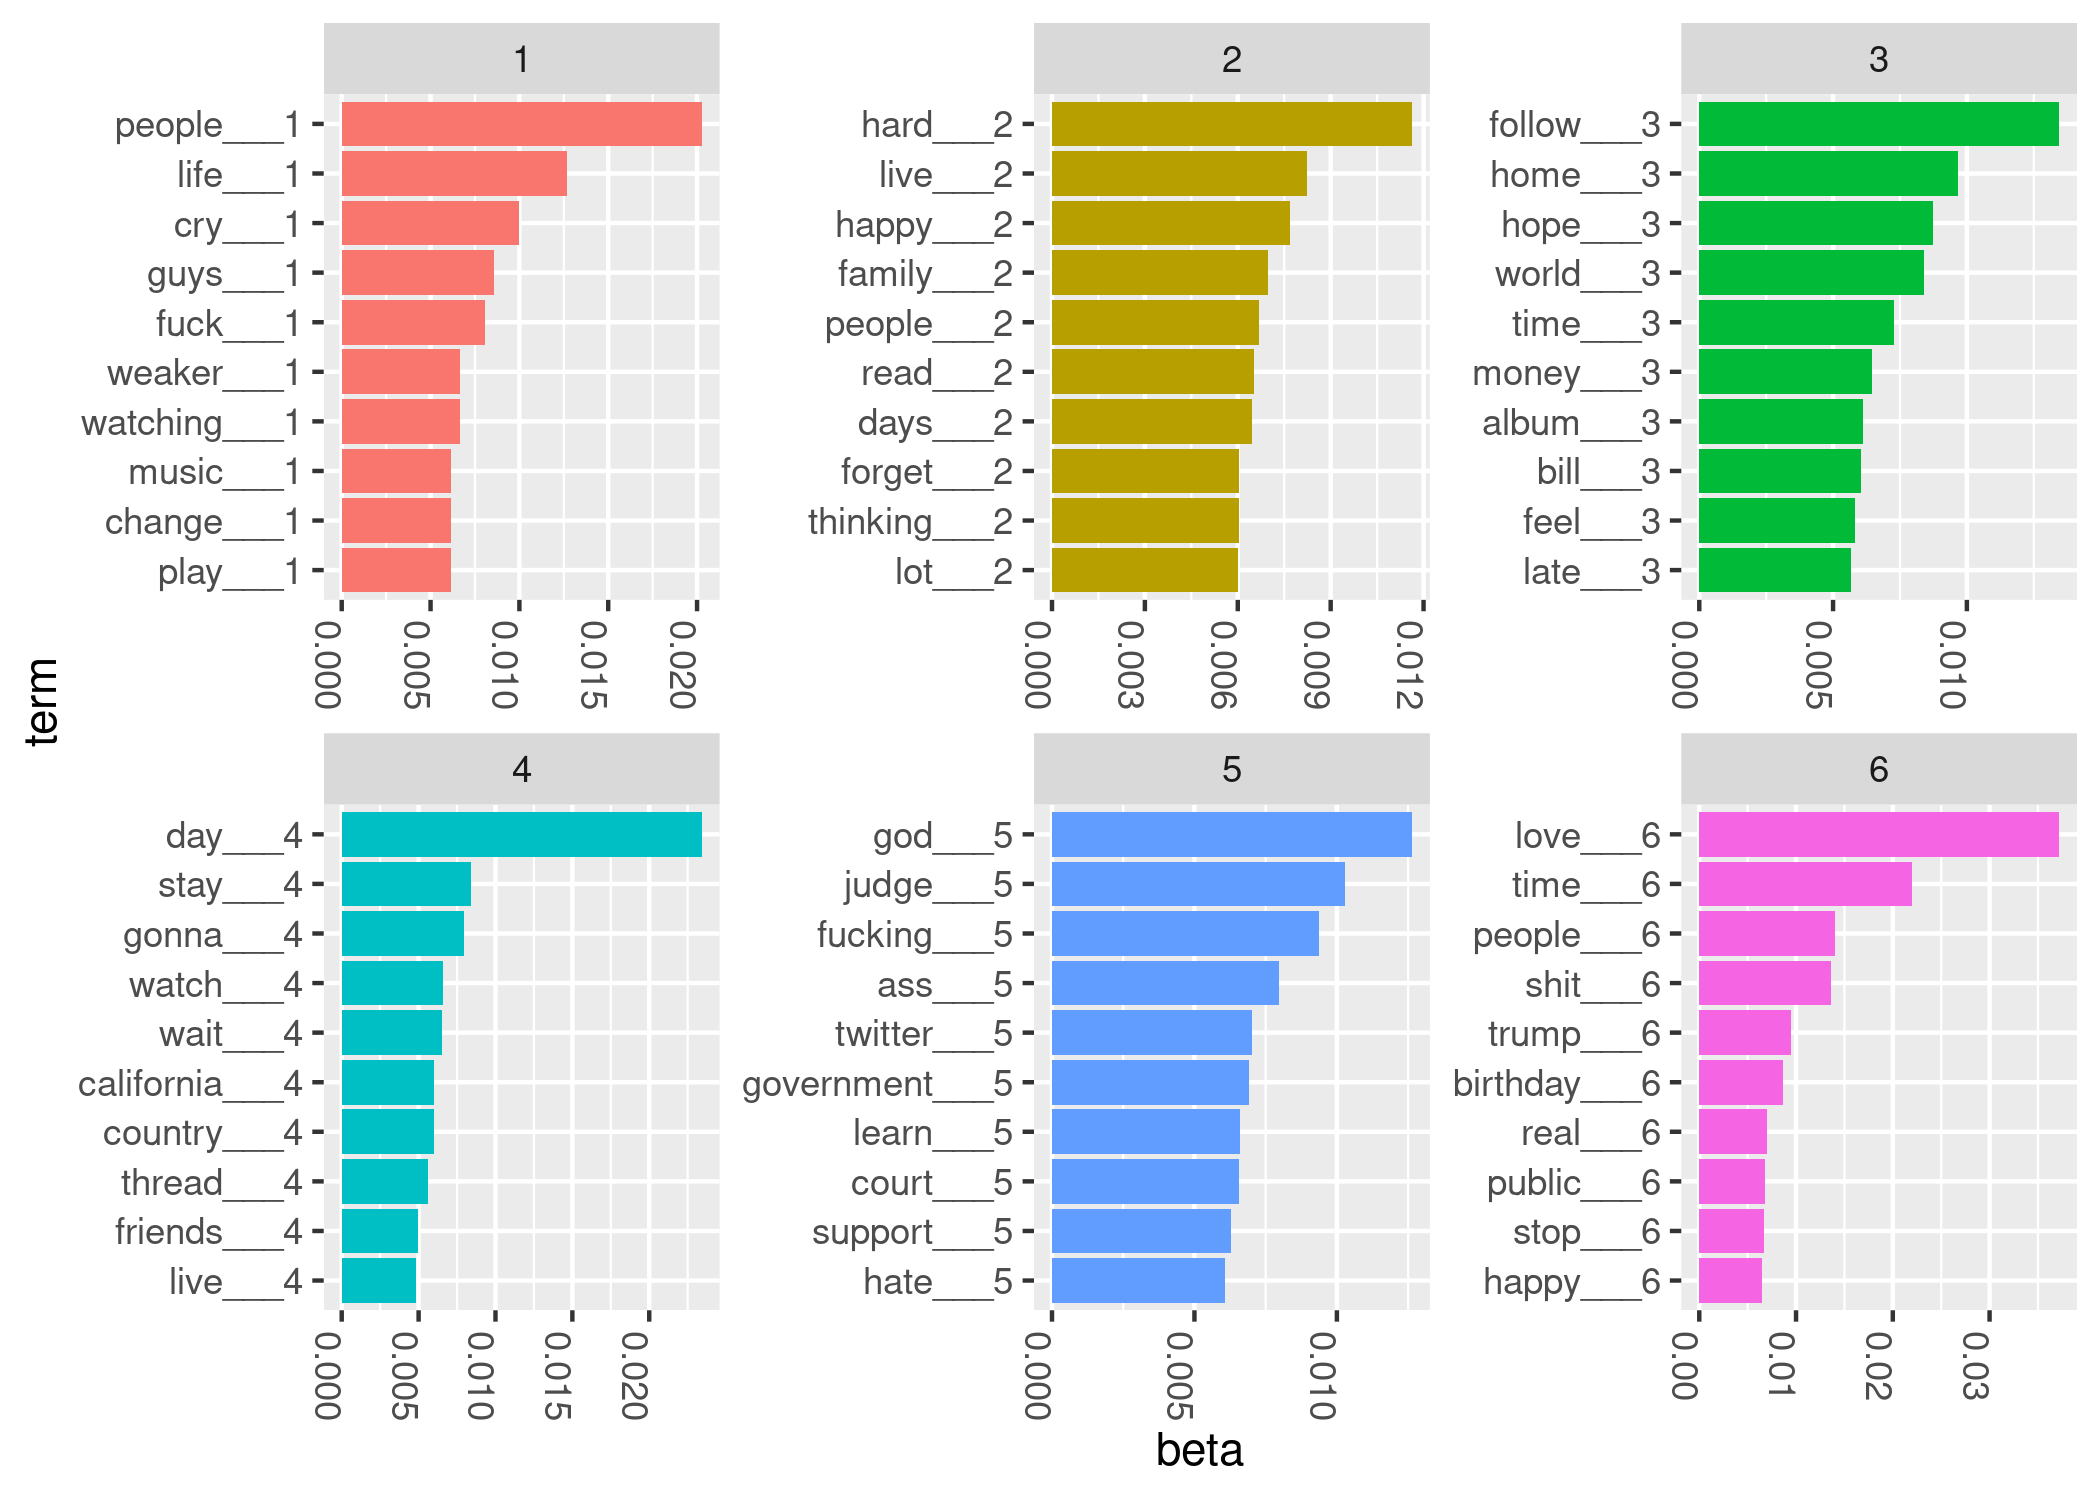 1
people___1
life___1
cry___1
guys___1
fuck___1
weaker___1
watching___1
music___1
change___1
play___1
0.000 0.005 0.010 0.015 0.020
2
hard___2
live___2
happy___2
family___2
people___2
read___2
days___2
forget___2
thinking___2
lot___2
0.000 0.003 0.006 0.009 0.012
3
follow___3
home___3
hope___3
world___3
time___3
money___3
album___3
bill___3
feel___3
late___3
0.000 0.005 0.010
term
4
day___4
stay___4
gonna___4
watch___4
wait___4
california___4
country___4
thread___4
friends___4
live___4
0.000 0.005 0.010 0.015 0.020
5
god___5
judge___5
fucking___5
ass___5
twitter___5
government___5
learn___5
court___5
support___5
hate___5
0.000 0.005 0.010
6
love___6
time___6
people___6
shit___6
trump___6
birthday___6
real___6
public___6
stop___6
happy___6
0.00 0.01 0.02 0.03
beta